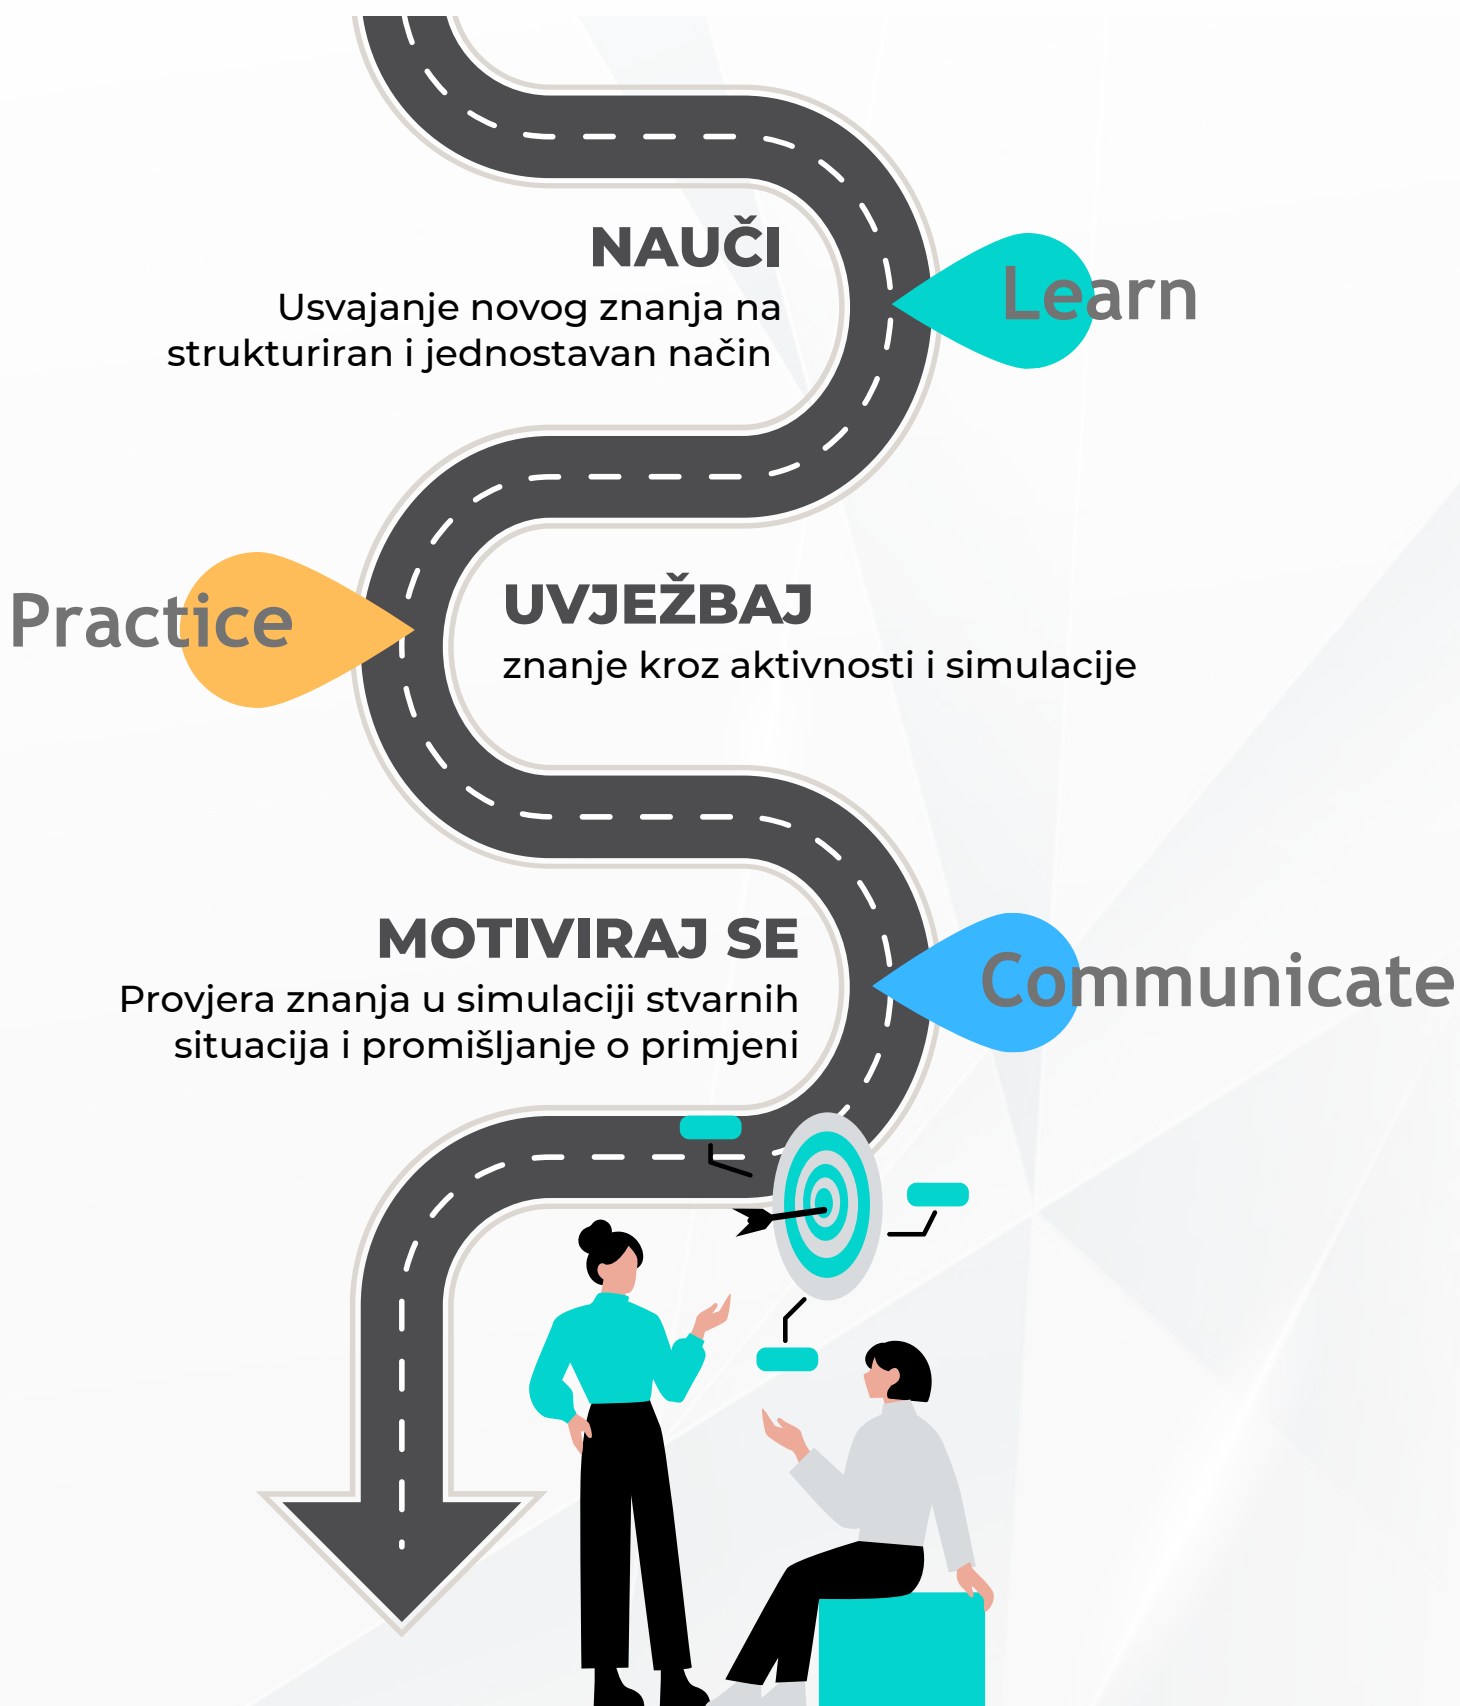 NAUČI
Usvajanje novog znanja na
strukturiran i jednostavan način
Learn
Practice
UVJEŽBAJ
znanje kroz aktivnosti i simulacije
MOTIVIRAJ SE
Provjera znanja u simulaciji stvarnih
situacija i promišljanje o primjeni
Communicate